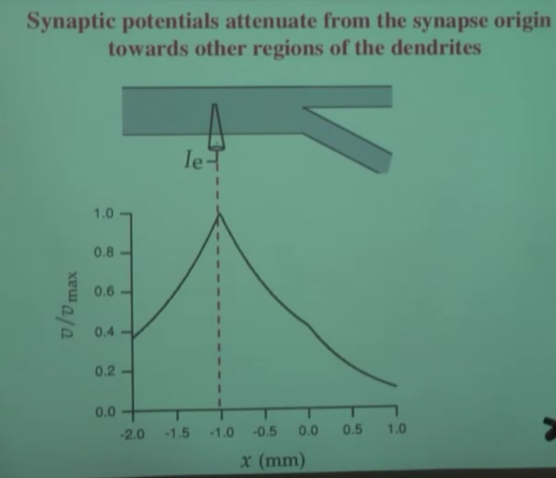 Synaptic potentials attenuate from the synapse origin
towards other regions of the dendrites
Ie
1.0
0.8
0.6
0.4
0.2
0.0
v/vmax
-2.0 -1.5 -1.0 -0.5 0.0 0.5 1.0
x (mm)